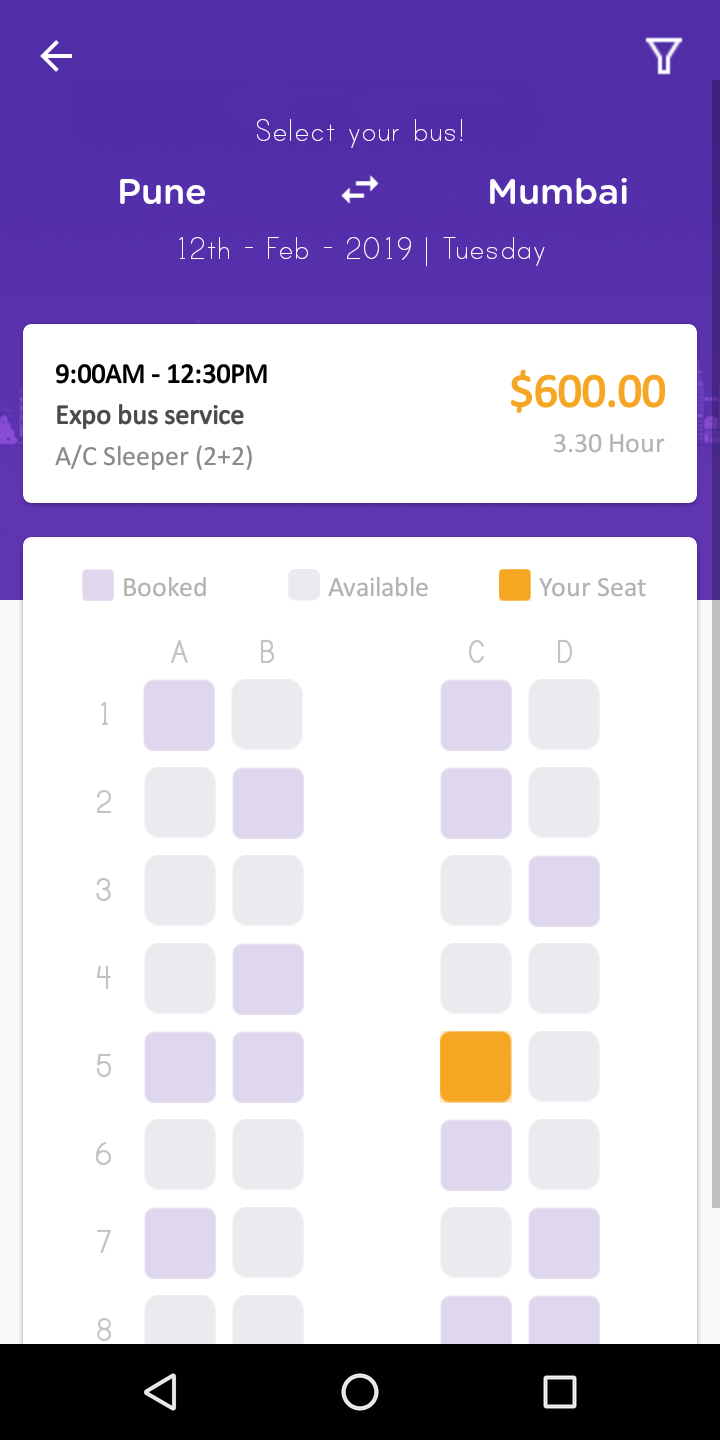 Select your bus!
Pune Mumbai
12th - Feb - 2019 | Tuesday
9:00AM - 12:30PM
$600.00
Expo bus service
3.30 Hour
A/C Sleeper (2+2)
Booked Available Your Seat
A B C D
1
2
3
4
5
6
7
8